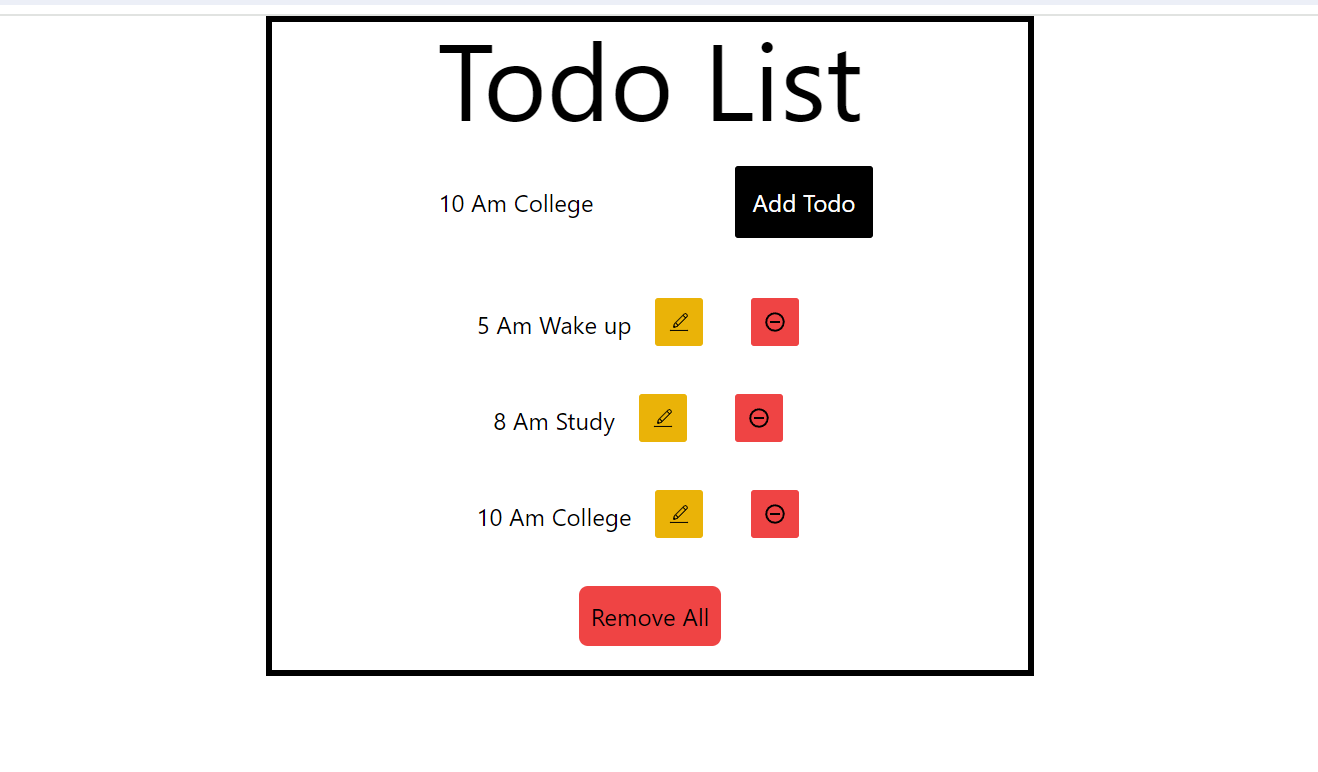 Todo List
10 Am College
Add Todo
5 Am Wake up
8 Am Study
10 Am College
Remove All